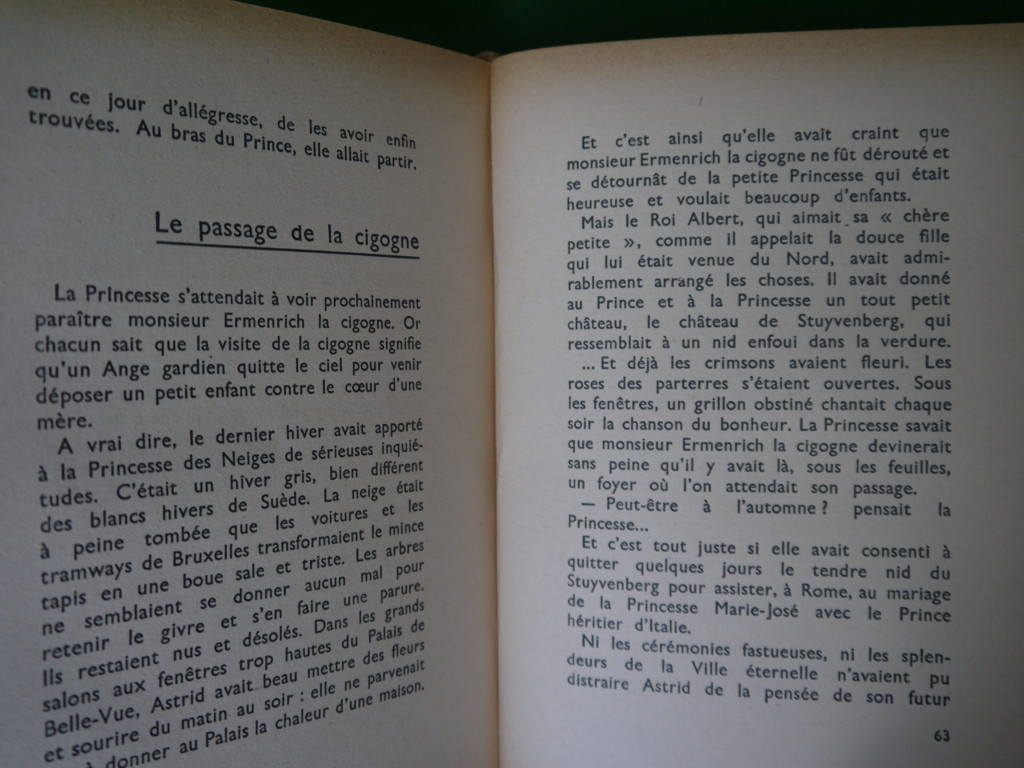 en ce jour d'allégresse, de les avoir enfin
trouvées. Au bras du Prince, elle allait partir.
Le passage de la cigogne
La Princesse s'attendait à voir prochainement
paraître monsieur Ermenrich la cigogne. Or
chacun sait que la visite de la cigogne signifie
qu'un Ange gardien quitte le ciel pour venir
déposer un petit enfant contre le cœur d'une
mère.
A vrai dire, le dernier hiver avait apporté
à la Princesse des Neiges de sérieuses inquié-
tudes. C'était un hiver gris, bien différent
des blancs hivers de Suède. La neige était
à peine tombée que les voitures et les
tramways de Bruxelles transformaient le mince
tapis en une boue sale et triste. Les arbres
ne semblaient se donner aucun mal pour
retenir le givre et s'en faire une parure.
Ils restaient nus et désolés. Dans les grands
salons aux fenêtres trop hautes du Palais de
Belle-Vue, Astrid avait beau mettre des fleurs
et sourire du matin au soir : elle ne parvenait
à donner au Palais la chaleur d'une maison.
Et c'est ainsi qu'elle avait craint que
monsieur Ermenrich la cigogne ne fût dérouté et
se détournât de la petite Princesse qui était
heureuse et voulait beaucoup d'enfants.
Mais le Roi Albert, qui aimait sa « chère
petite », comme il appelait la douce fille
qui lui était venue du Nord, avait admi-
rablement arrangé les choses. Il avait donné
au Prince et à la Princesse un tout petit
château, le château de Stuyvenberg, qui
ressemblait à un nid enfoui dans la verdure.
... Et déjà les crimsons avaient fleuri. Les
roses des parterres s'étaient ouvertes. Sous
les fenêtres, un grillon obstiné chantait chaque
soir la chanson du bonheur. La Princesse savait
que monsieur Ermenrich la cigogne devinerait
sans peine qu'il y avait là, sous les feuilles,
un foyer où l'on attendait son passage.
— Peut-être à l'automne ? pensait la
Princesse...
Et c'est tout juste si elle avait consenti à
quitter quelques jours le tendre nid du
Stuyvenberg pour assister, à Rome, au mariage
de la Princesse Marie-José avec le Prince
héritier d'Italie.
Ni les cérémonies fastueuses, ni les splen-
deurs de la Ville éternelle n'avaient pu
distraire Astrid de la pensée de son futur
63